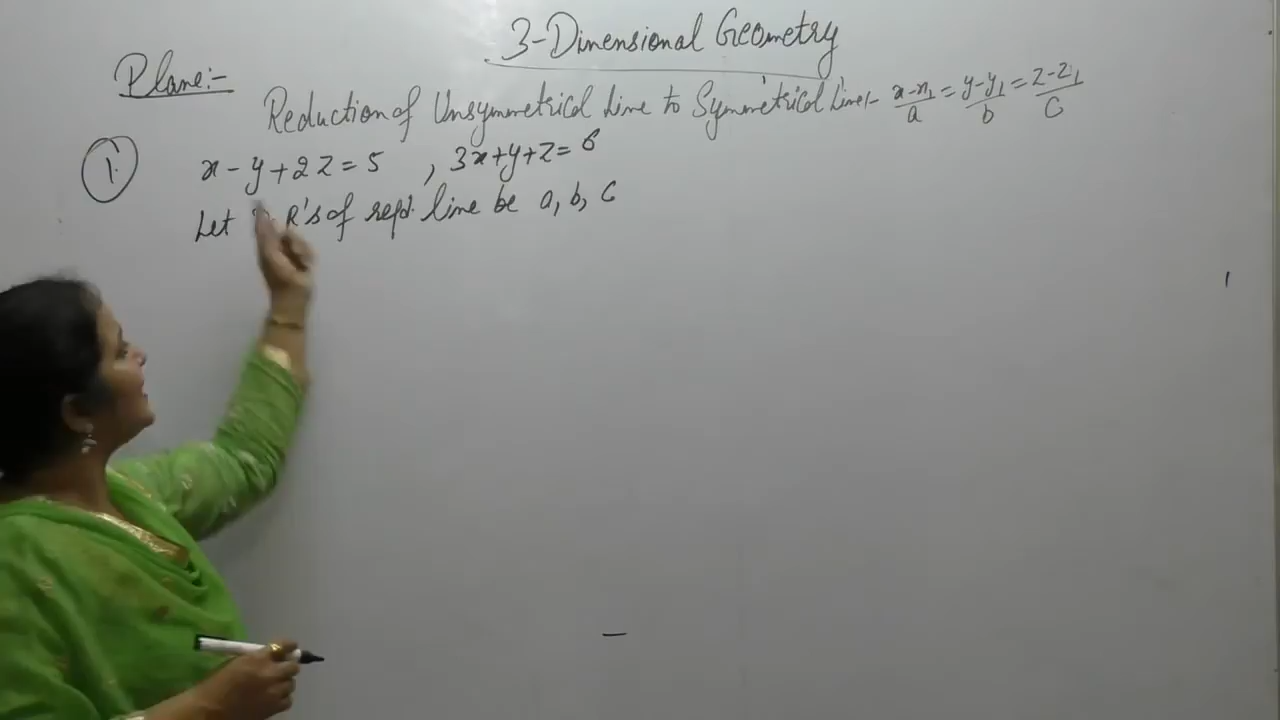 3-Dimensional Geometry
Plane:-
Reduction of Unsymmetrical Line to Symmetrical Line:- x-x₁/a = y-y₁/b = z-z₁/c
1. x - y + 2z = 5 , 3x+y+z= 6
Let R's of reqd. line be a, b, c